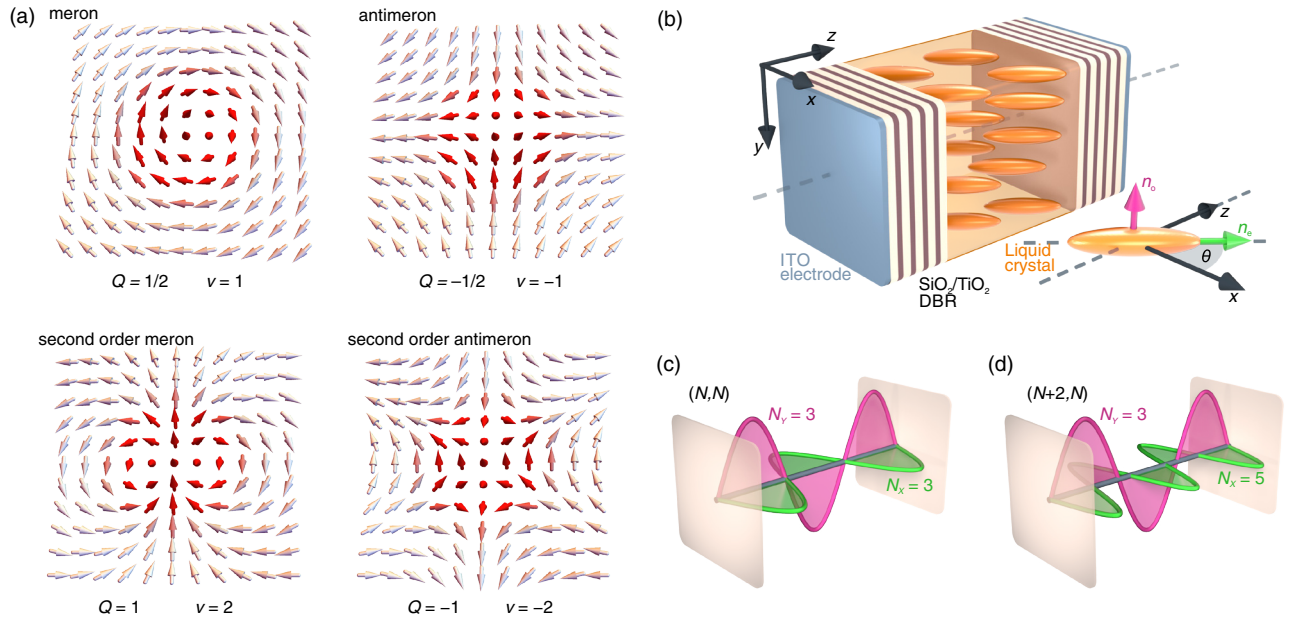 (a)
meron
antimeron
Q = 1/2 v = 1
Q = −1/2 v = −1
second order meron
second order antimeron
Q = 1 v = 2
Q = −1 v = −2
(b)
z
x
y
ITO
electrode
SiO2/TiO2
DBR
Liquid
crystal
no
z
ne
θ
x
(c)
(N,N)
NY = 3
NX = 3
(d)
(N+2,N)
NY = 3
NX = 5